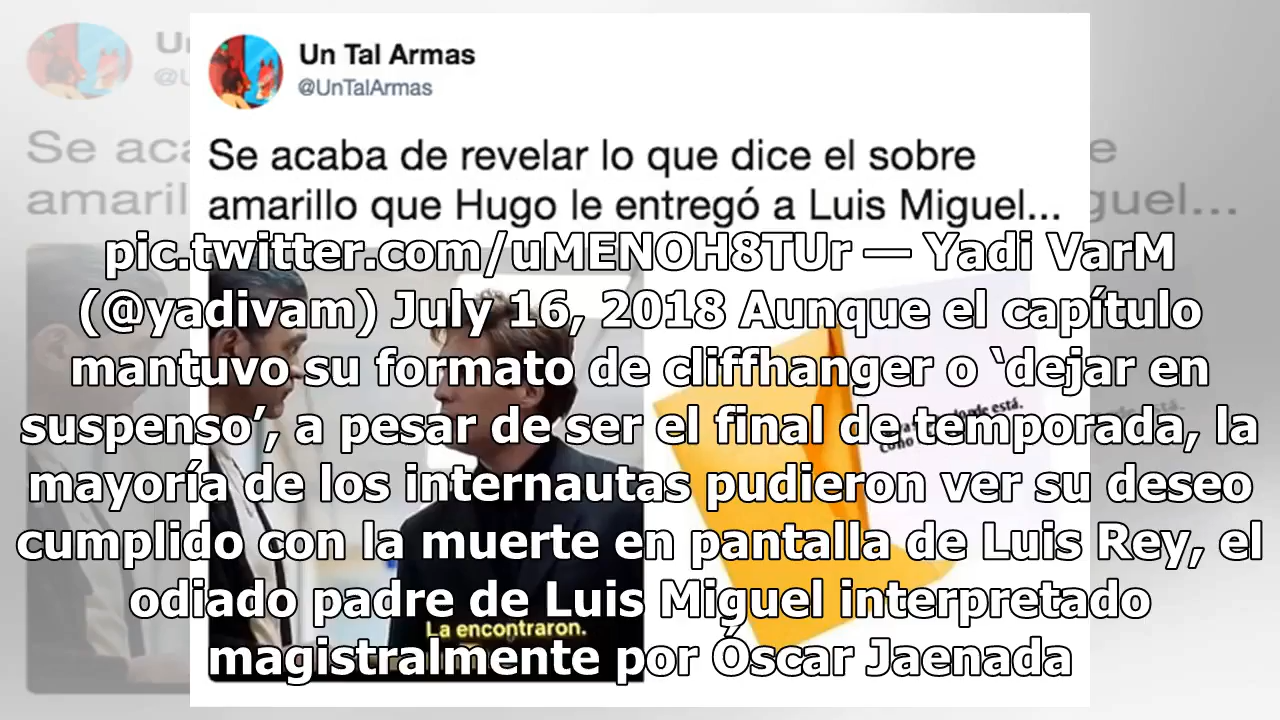 Un Tal Armas
@UnTalArmas
Se acaba de revelar lo que dice el sobre
amarillo que Hugo le entregó a Luis Miguel...
pic.twitter.com/uMENOH8TUr — Yadi VarM
(@yadivam) July 16, 2018 Aunque el capítulo
mantuvo su formato de cliffhanger o ‘dejar en
suspenso’, a pesar de ser el final de temporada, la
mayoría de los internautas pudieron ver su deseo
cumplido con la muerte en pantalla de Luis Rey, el
odiado padre de Luis Miguel interpretado
La encontraron.
magistralmente por Óscar Jaenada